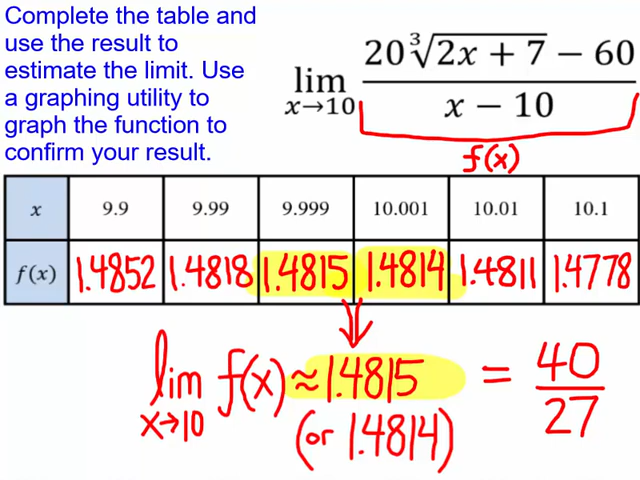 Complete the table and
use the result to
estimate the limit. Use
a graphing utility to
graph the function to
confirm your result.
lim x→10 (20∛(2x + 7) − 60)/(x − 10)
f(x)
x 9.9 9.99 9.999 10.001 10.01 10.1
f(x) 1.4852 1.4818 1.4815 1.4814 1.4811 1.4778
lim x→10 f(x) ≈ 1.4815 = 40/27
(or 1.4814)